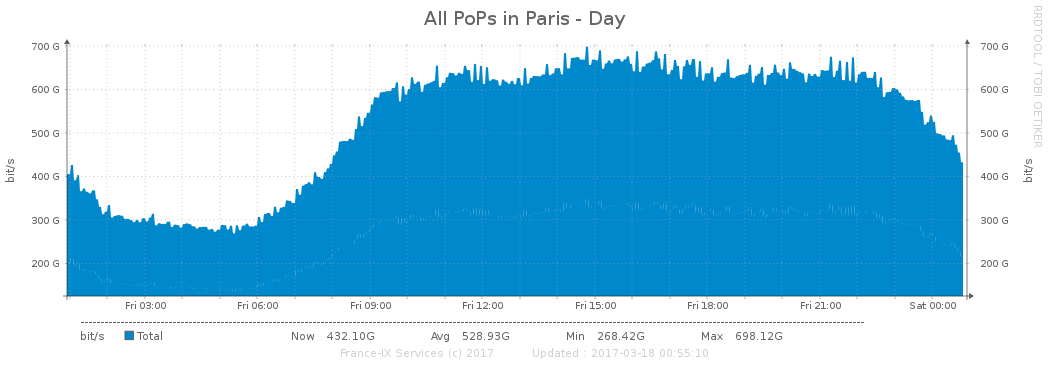 All PoPs in Paris - Day
RRDTOOL / TOBI OETIKER
700 G 700 G
600 G 600 G
500 G 500 G
400 G 400 G
300 G 300 G
200 G 200 G
bit/s bit/s
Fri 03:00 Fri 06:00 Fri 09:00 Fri 12:00 Fri 15:00 Fri 18:00 Fri 21:00 Sat 00:00
bit/s Total Now 432.10G Avg 528.93G Min 268.42G Max 698.12G
France-IX Services (c) 2017 Updated : 2017-03-18 00:55:10